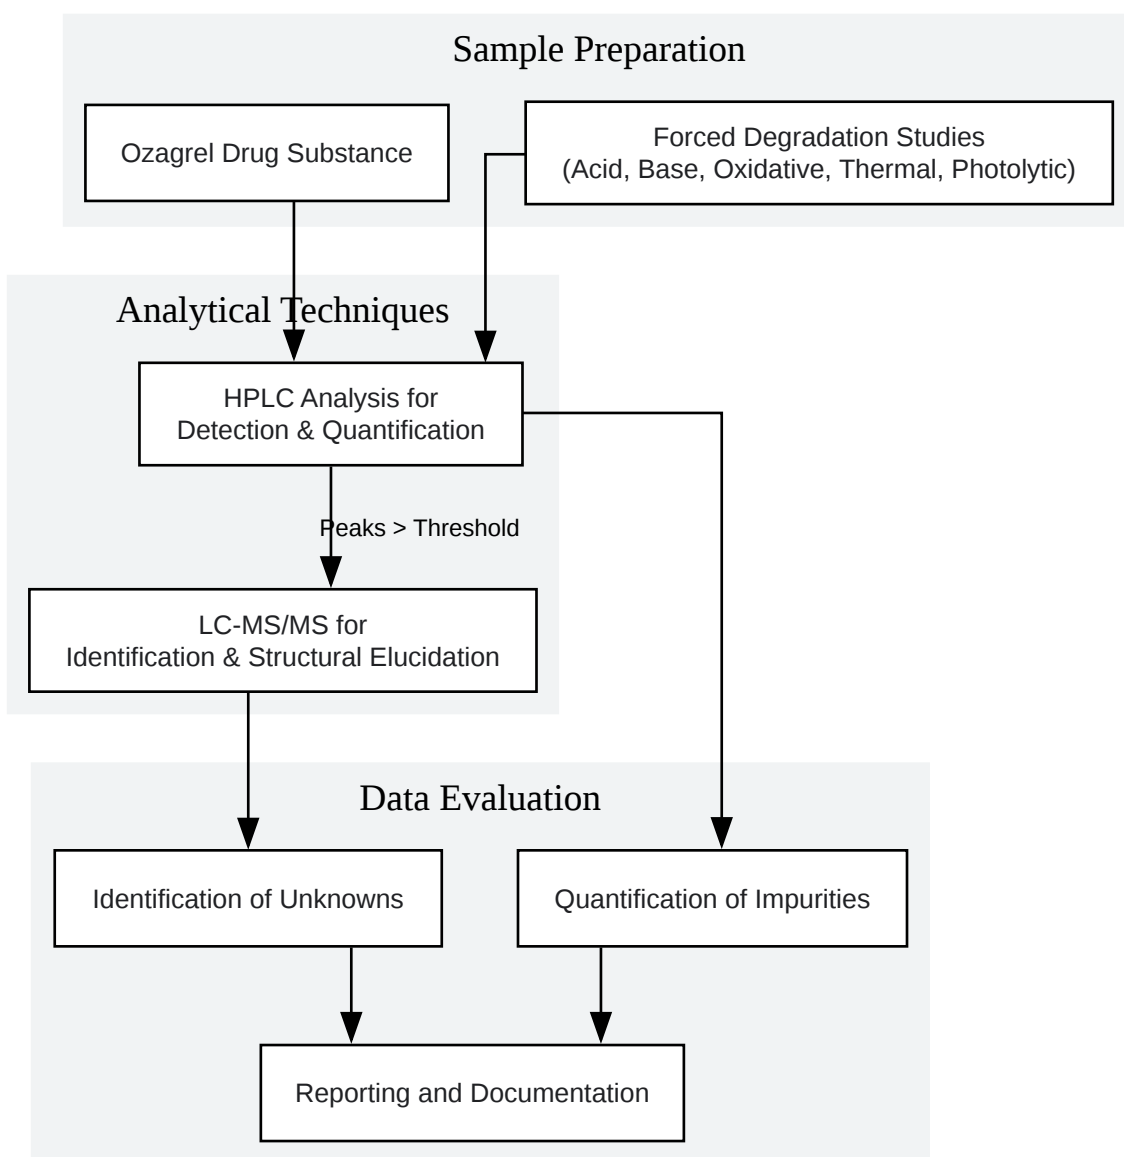 Sample Preparation
Ozagrel Drug Substance
Forced Degradation Studies
(Acid, Base, Oxidative, Thermal, Photolytic)
Analytical Techniques
HPLC Analysis for
Detection & Quantification
Peaks > Threshold
LC-MS/MS for
Identification & Structural Elucidation
Data Evaluation
Identification of Unknowns
Quantification of Impurities
Reporting and Documentation